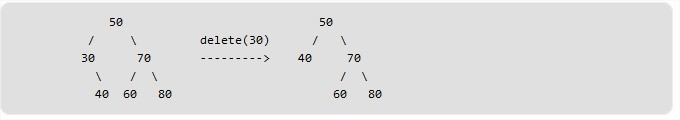 50                            50
/     \         delete(30)      /   \
30      70       --------->    40     70
\    /  \                         /  \
40  60   80                      60   80